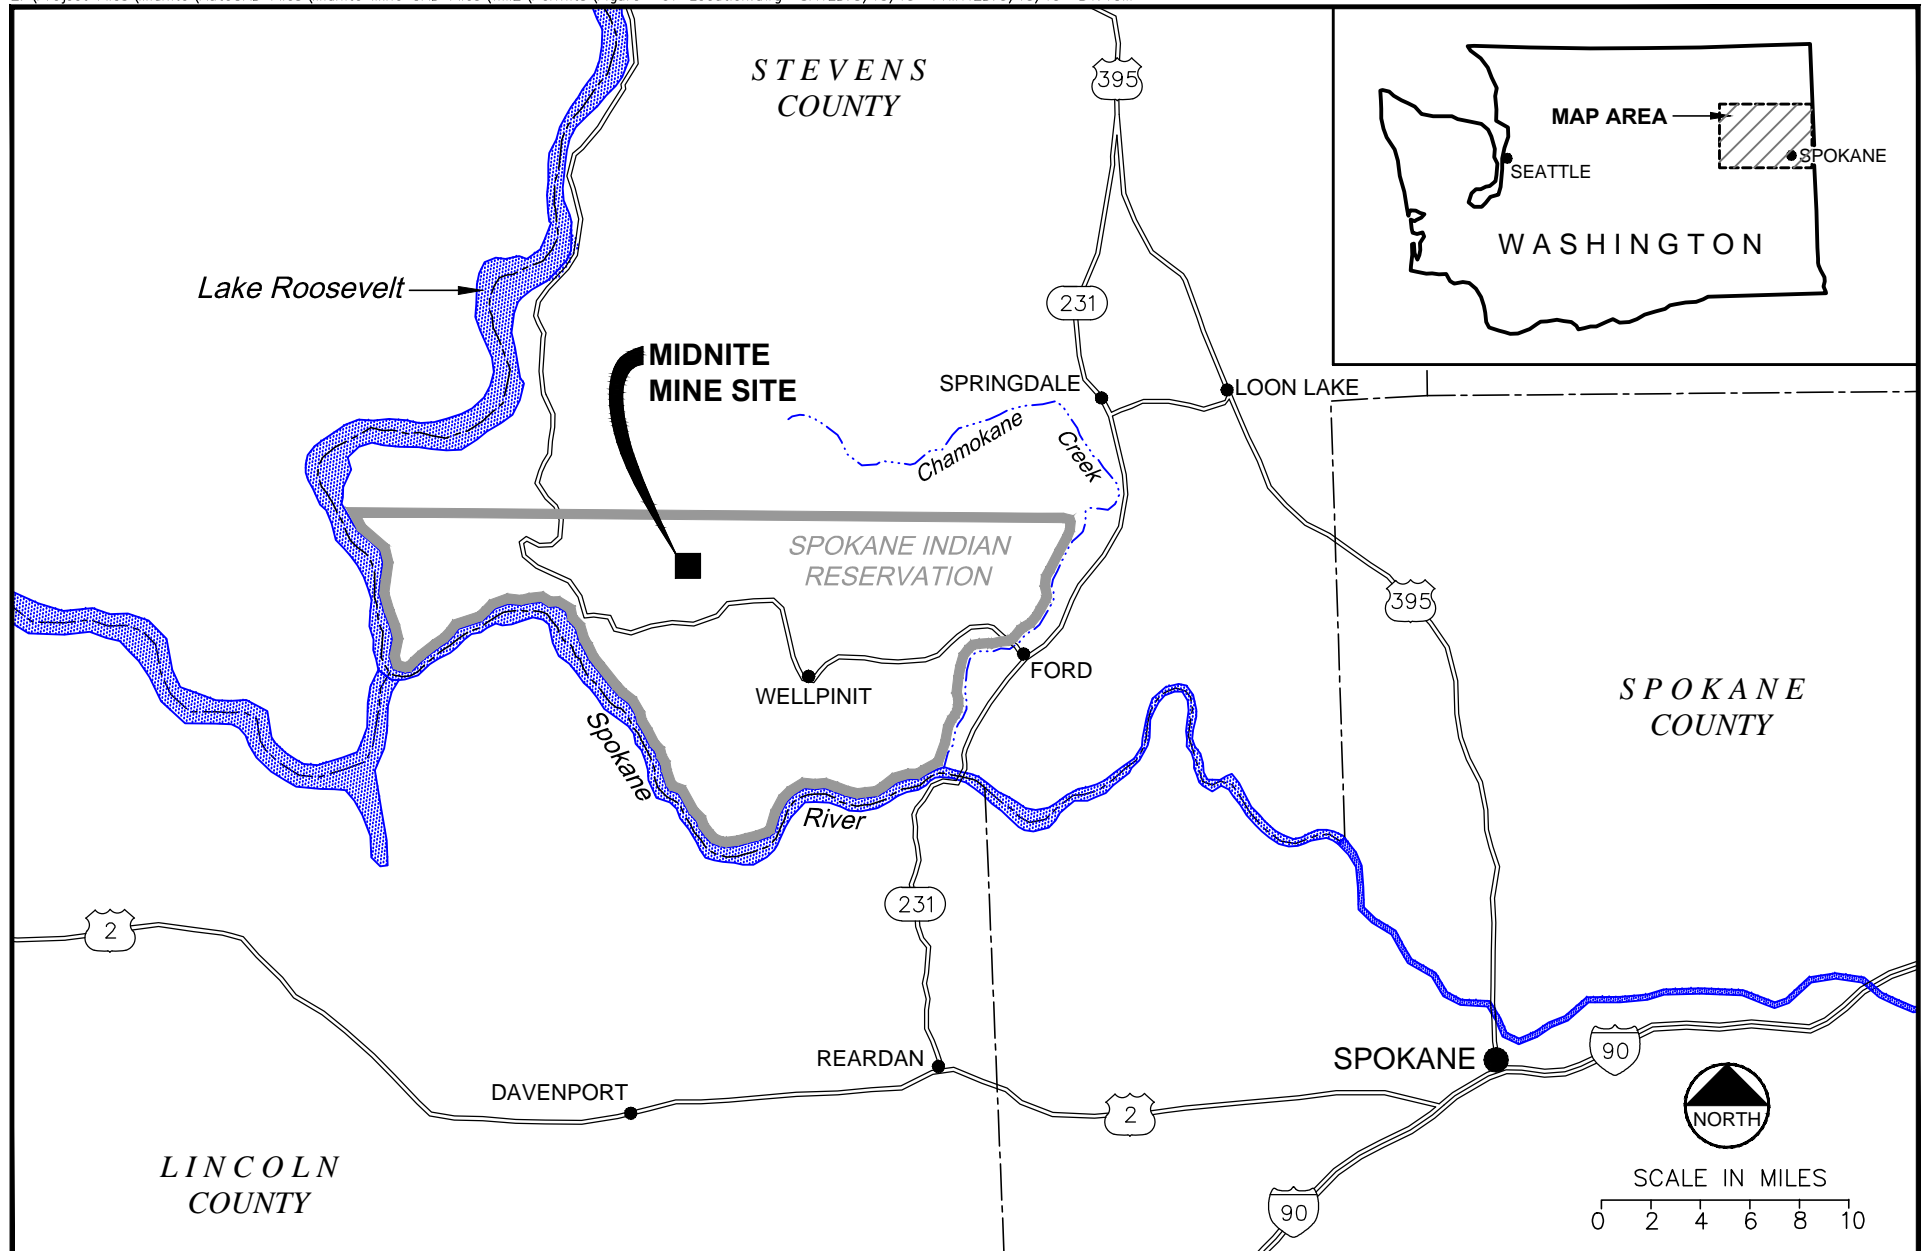 STEVENS
COUNTY
395
MAP AREA
SPOKANE
SEATTLE
WASHINGTON
Lake Roosevelt
231
MIDNITE
MINE SITE
SPRINGDALE
LOON LAKE
Chamokane
Creek
SPOKANE INDIAN
RESERVATION
395
FORD
WELLPINIT
SPOKANE
COUNTY
Spokane
River
231
2
REARDAN
SPOKANE
90
DAVENPORT
2
NORTH
LINCOLN
COUNTY
SCALE IN MILES
90
0 2 4 6 8 10